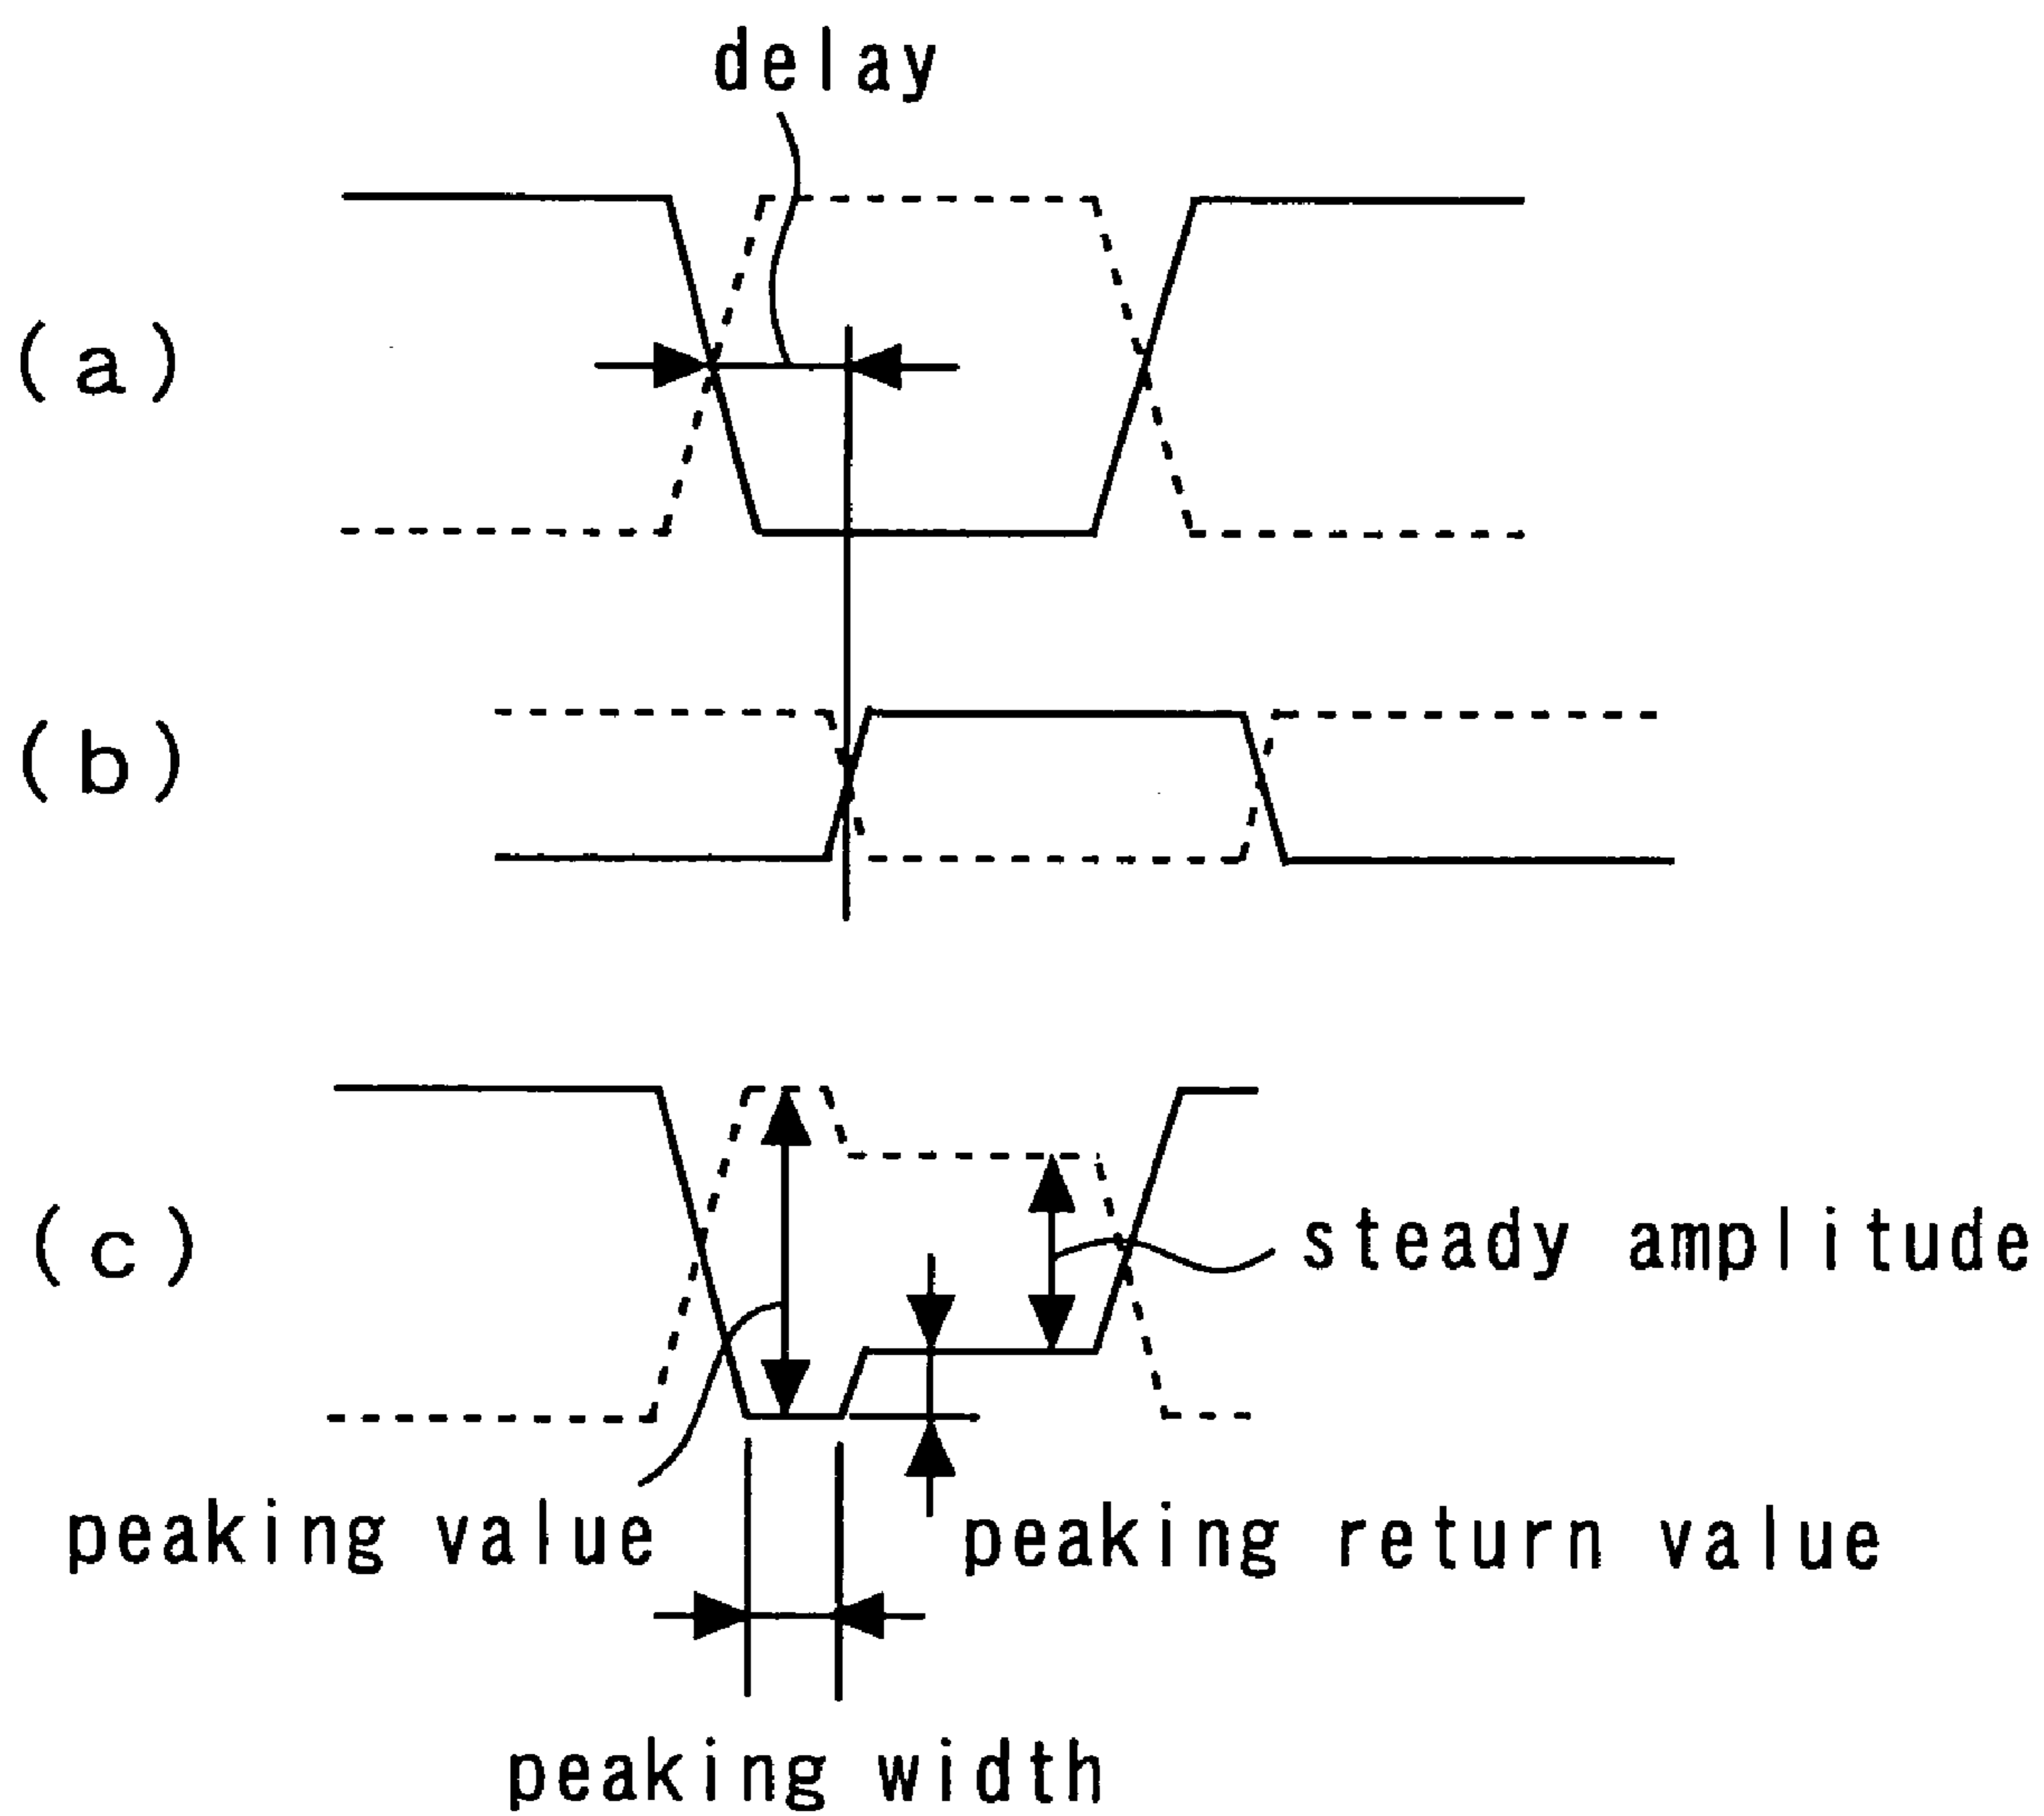 delay
(a)
(b)
(c)
steady amplitude
peaking value
peaking return value
peaking width